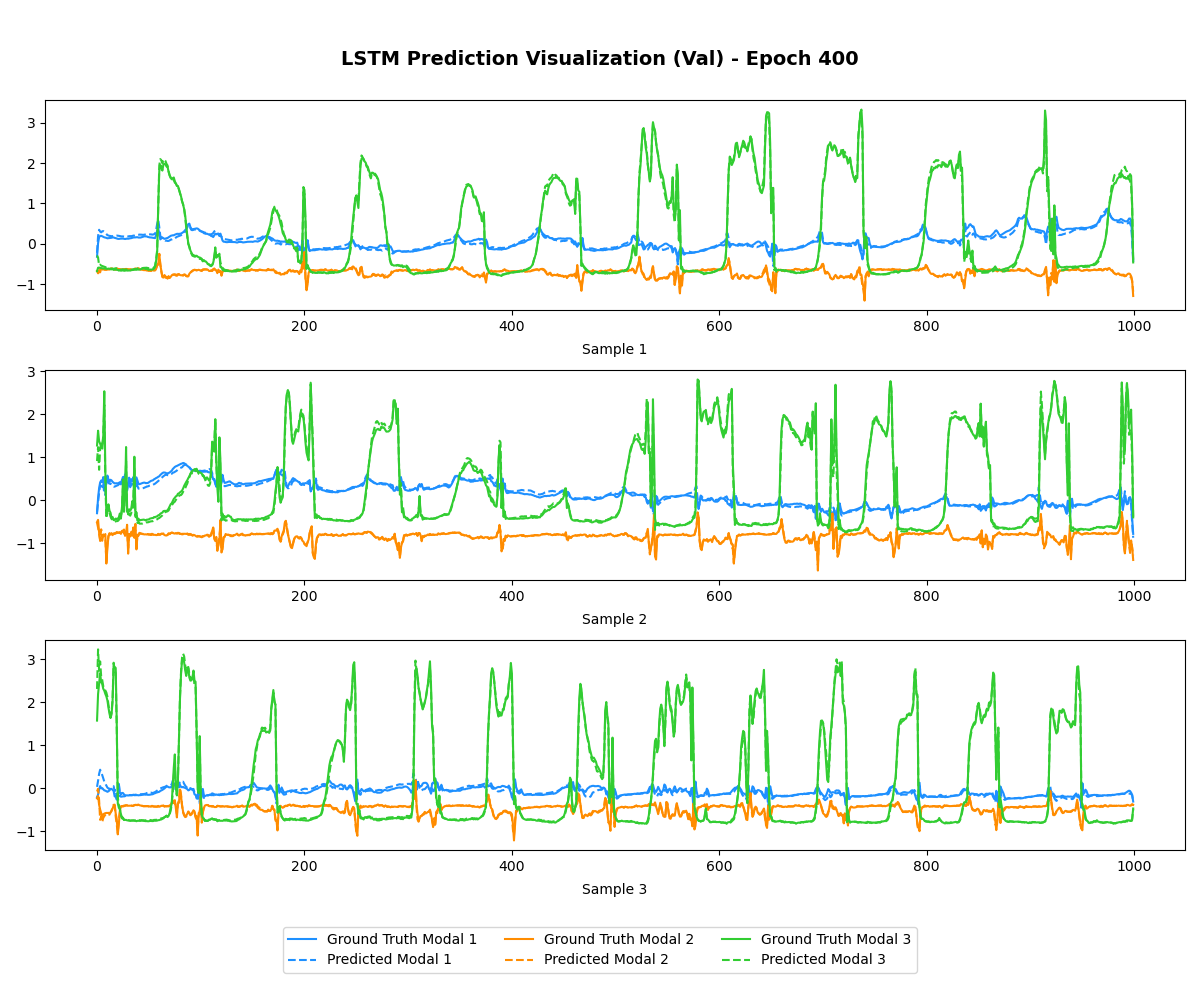 LSTM Prediction Visualization (Val) - Epoch 400
3
2
1
0
−1
0 200 400 600 800 1000
Sample 1
3
2
1
0
−1
0 200 400 600 800 1000
Sample 2
3
2
1
0
−1
0 200 400 600 800 1000
Sample 3
Ground Truth Modal 1 Ground Truth Modal 2 Ground Truth Modal 3
Predicted Modal 1 Predicted Modal 2 Predicted Modal 3